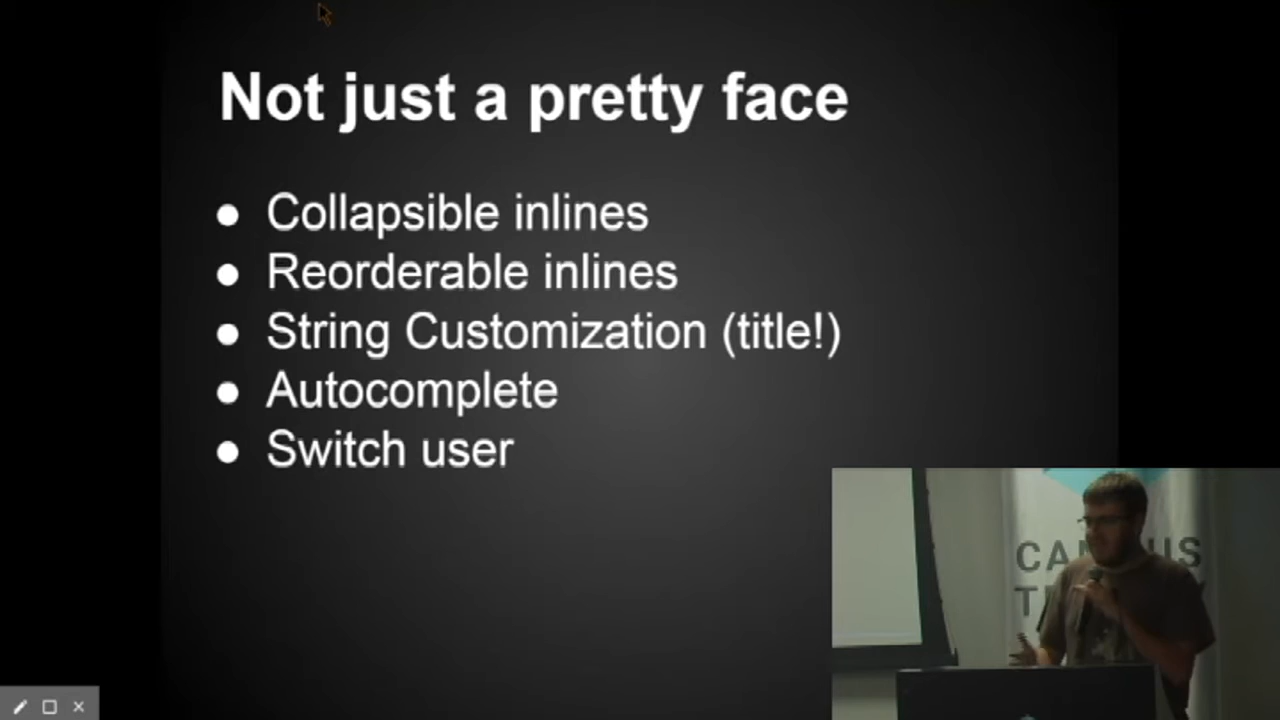 Not just a pretty face
● Collapsible inlines
● Reorderable inlines
● String Customization (title!)
● Autocomplete
● Switch user